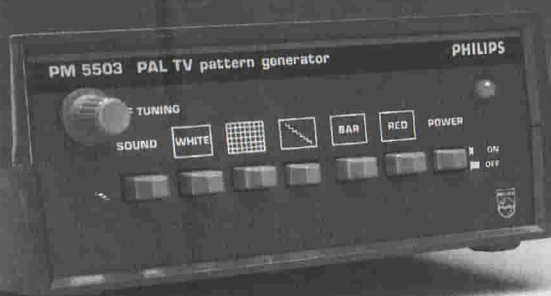 PM 5503 PAL TV pattern generator
PHILIPS
TUNING
SOUND
WHITE
BAR
RED
POWER
ON
OFF